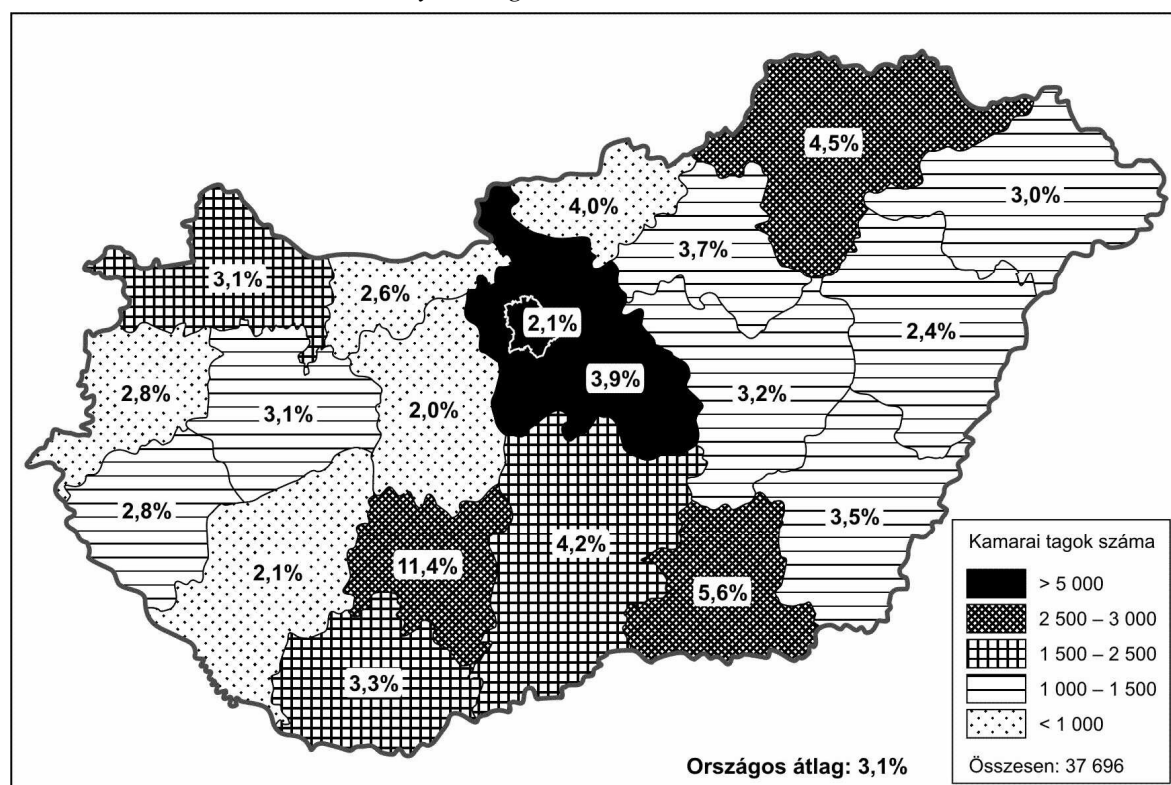 4,5%
3,0%
4,0%
3,7%
3,1%
2,6%
2,1%
2,4%
2,8%
3,9%
3,2%
3,1%
2,0%
2,8%
3,5%
4,2%
2,1%
11,4%
5,6%
3,3%
Kamarai tagok száma
> 5 000
2 500 – 3 000
1 500 – 2 500
1 000 – 1 500
< 1 000
Összesen: 37 696
Országos átlag: 3,1%